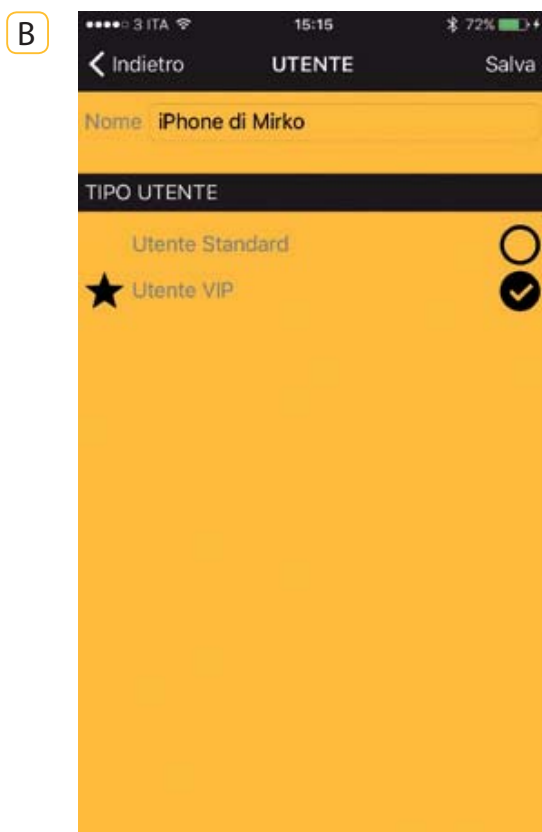 B
3 ITA 15:15 72%
Indietro UTENTE Salva
Nome iPhone di Mirko
TIPO UTENTE
Utente Standard
Utente VIP